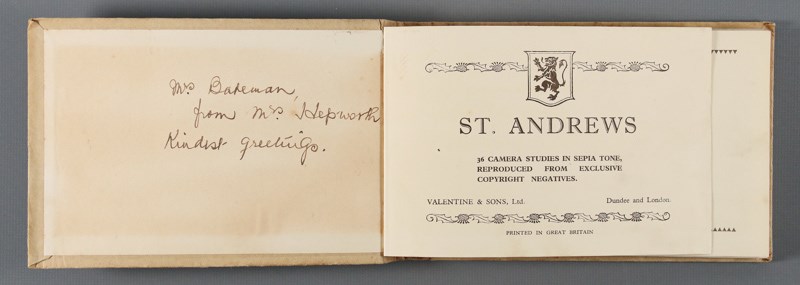 Mrs Bateman,
from Mrs Hepworth
Kindest greetings.
ST. ANDREWS
36 CAMERA STUDIES IN SEPIA TONE,
REPRODUCED FROM EXCLUSIVE
COPYRIGHT NEGATIVES.
VALENTINE & SONS, Ltd. Dundee and London.
PRINTED IN GREAT BRITAIN